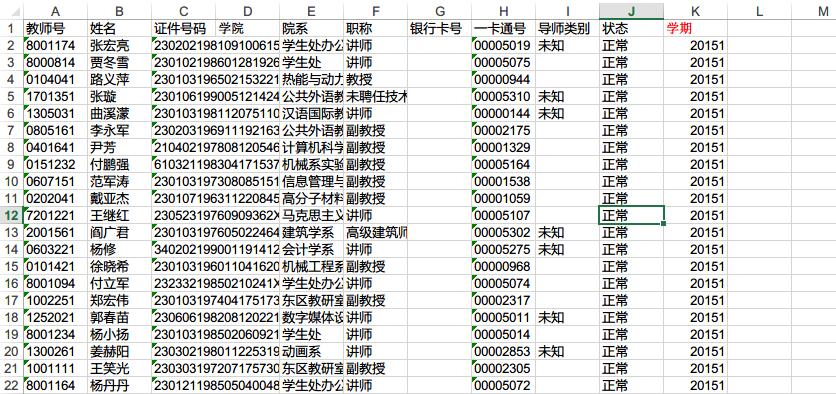 A B C D E F G H I J K L M
1 教师号 姓名 证件号码 学院 院系 职称 银行卡号 一卡通号 导师类别 状态 学期
2 8001174 张宏亮 230202198109100615 学生处办公 讲师 00005019 未知 正常 20151
3 8000814 贾冬雪 230102198601281926 学生处 讲师 00005075 正常 20151
4 0104041 路义萍 230103196502153221 热能与动力 教授 00000944 正常 20151
5 1701351 张璇 230106199005121424 公共外语教 未聘任技术 00005310 未知 正常 20151
6 1305031 曲溪濛 230103198112075110 汉语国际教 讲师 00000144 未知 正常 20151
7 0805161 李永军 230203196911192163 公共外语教 副教授 00002175 正常 20151
8 0401641 尹芳 210402197808120546 计算机科学 副教授 00001329 正常 20151
9 0151232 付鹏强 610321198304171537 机械系实验 副教授 00005164 正常 20151
10 0607151 范军涛 230103197308085151 信息管理与 副教授 00001538 正常 20151
11 0202041 戴亚杰 230107196311220845 高分子材料 副教授 00001059 正常 20151
12 7201221 王继红 23052319760909362X 马克思主义 讲师 00005107 正常 20151
13 2001561 阎广君 230103197605022464 建筑学系 高级建筑师 00005302 未知 正常 20151
14 0603221 杨修 340202199001191412 会计学系 讲师 00005275 未知 正常 20151
15 0101421 徐晓希 230103196011041620 机械工程系 副教授 00000968 正常 20151
16 8001094 付立军 23233219850210241X 学生处办公 讲师 00005074 正常 20151
17 1002251 郑宏伟 230103197404175173 东区教研室 副教授 00002317 正常 20151
18 1252021 郭春苗 230606198208120221 数字媒体设 讲师 00005011 未知 正常 20151
19 8001234 杨小扬 230103198502060921 学生处 讲师 00005014 正常 20151
20 1300261 姜赫阳 230302198011225319 动画系 讲师 00002853 未知 正常 20151
21 1001111 王笑光 230303197207175730 东区教研室 副教授 00002305 正常 20151
22 8001164 杨丹丹 230121198505040048 学生处办公 讲师 00005072 正常 20151